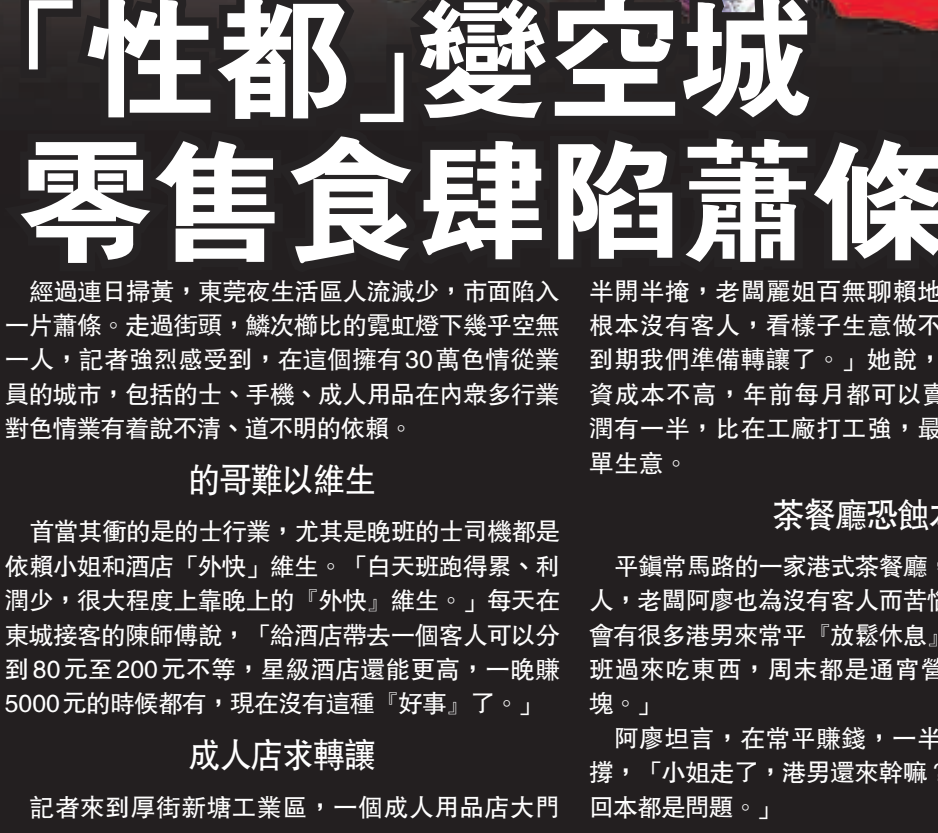 「性都」變空城
零售食肆陷蕭條
經過連日掃黃，東莞夜生活區人流減少，市面陷入
一片蕭條。走過街頭，鱗次櫛比的霓虹燈下幾乎空無
一人，記者強烈感受到，在這個擁有30萬色情從業
員的城市，包括的士、手機、成人用品在內眾多行業
對色情業有着說不清、道不明的依賴。
的哥難以維生
首當其衝的是的士行業，尤其是晚班的士司機都是
依賴小姐和酒店「外快」維生。「白天班跑得累、利
潤少，很大程度上靠晚上的『外快』維生。」每天在
東城接客的陳師傅說，「給酒店帶去一個客人可以分
到80元至200元不等，星級酒店還能更高，一晚賺
5000元的時候都有，現在沒有這種『好事』了。」
成人店求轉讓
記者來到厚街新塘工業區，一個成人用品店大門
半開半掩，老闆麗姐百無聊賴地
根本沒有客人，看樣子生意做不
到期我們準備轉讓了。」她說，
資成本不高，年前每月都可以賣
潤有一半，比在工廠打工強，最
單生意。
茶餐廳恐蝕
平鎮常馬路的一家港式茶餐廳
人，老闆阿廖也為沒有客人而苦惱
會有很多港男來常平『放鬆休息』
班過來吃東西，周末都是通宵營
塊。」
阿廖坦言，在常平賺錢，一半
撐，「小姐走了，港男還來幹嘛？
回本都是問題。」